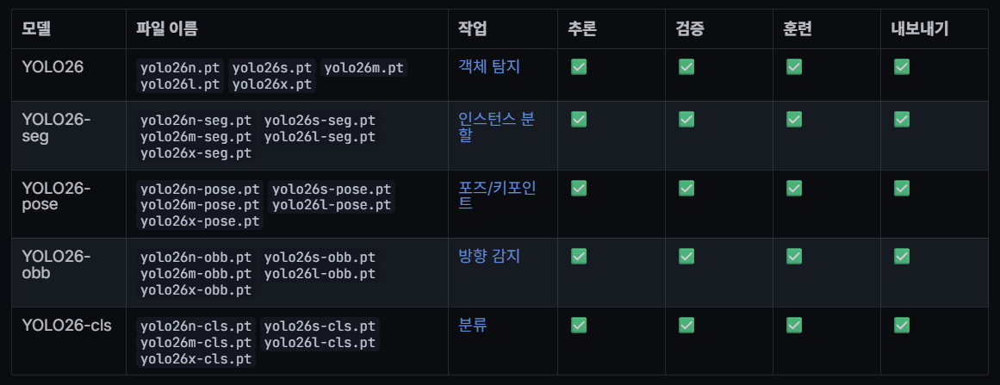 모델 파일 이름 작업 추론 검증 훈련 내보내기
YOLO26 yolo26n.pt yolo26s.pt yolo26m.pt 객체 탐지 ✅ ✅ ✅ ✅
yolo26l.pt yolo26x.pt
YOLO26- yolo26n-seg.pt yolo26s-seg.pt 인스턴스 분 ✅ ✅ ✅ ✅
seg yolo26m-seg.pt yolo26l-seg.pt 할
yolo26x-seg.pt
YOLO26- yolo26n-pose.pt yolo26s-pose.pt 포즈/키포인 ✅ ✅ ✅ ✅
pose yolo26m-pose.pt yolo26l-pose.pt 트
yolo26x-pose.pt
YOLO26- yolo26n-obb.pt yolo26s-obb.pt 방향 감지 ✅ ✅ ✅ ✅
obb yolo26m-obb.pt yolo26l-obb.pt
yolo26x-obb.pt
YOLO26-cls yolo26n-cls.pt yolo26s-cls.pt 분류 ✅ ✅ ✅ ✅
yolo26m-cls.pt yolo26l-cls.pt
yolo26x-cls.pt